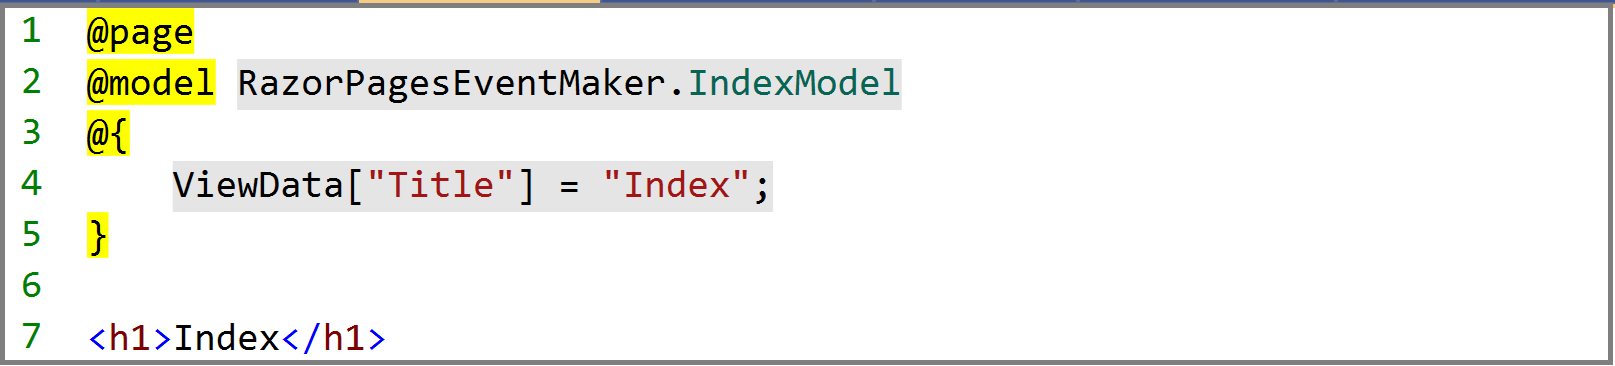 1 @page
2 @model RazorPagesEventMaker.IndexModel
3 @{
4     ViewData["Title"] = "Index";
5 }
6
7 <h1>Index</h1>